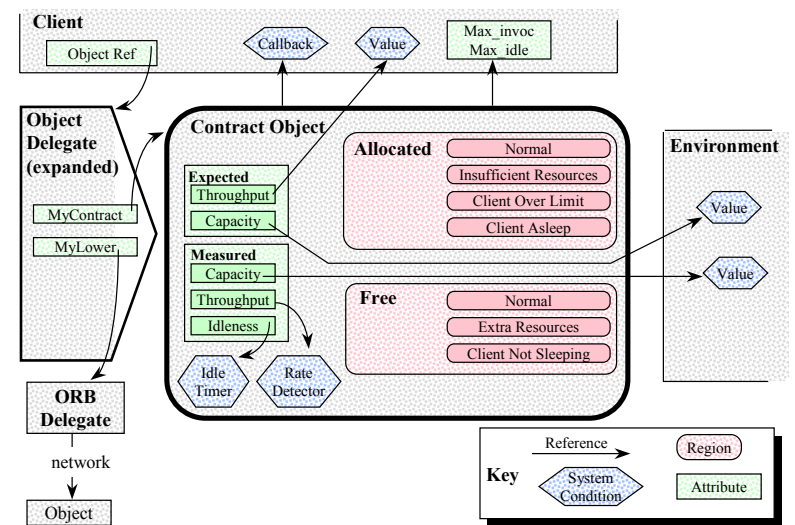 Client
Object Ref
Callback
Value
Max_invoc
Max_idle
Object
Delegate
(expanded)
MyContract
MyLower
Contract Object
Expected
Throughput
Capacity
Measured
Capacity
Throughput
Idleness
Idle
Timer
Rate
Detector
Allocated
Normal
Insufficient Resources
Client Over Limit
Client Asleep
Free
Normal
Extra Resources
Client Not Sleeping
Environment
Value
Value
ORB
Delegate
network
Object
Key
Reference
Region
System
Condition
Attribute